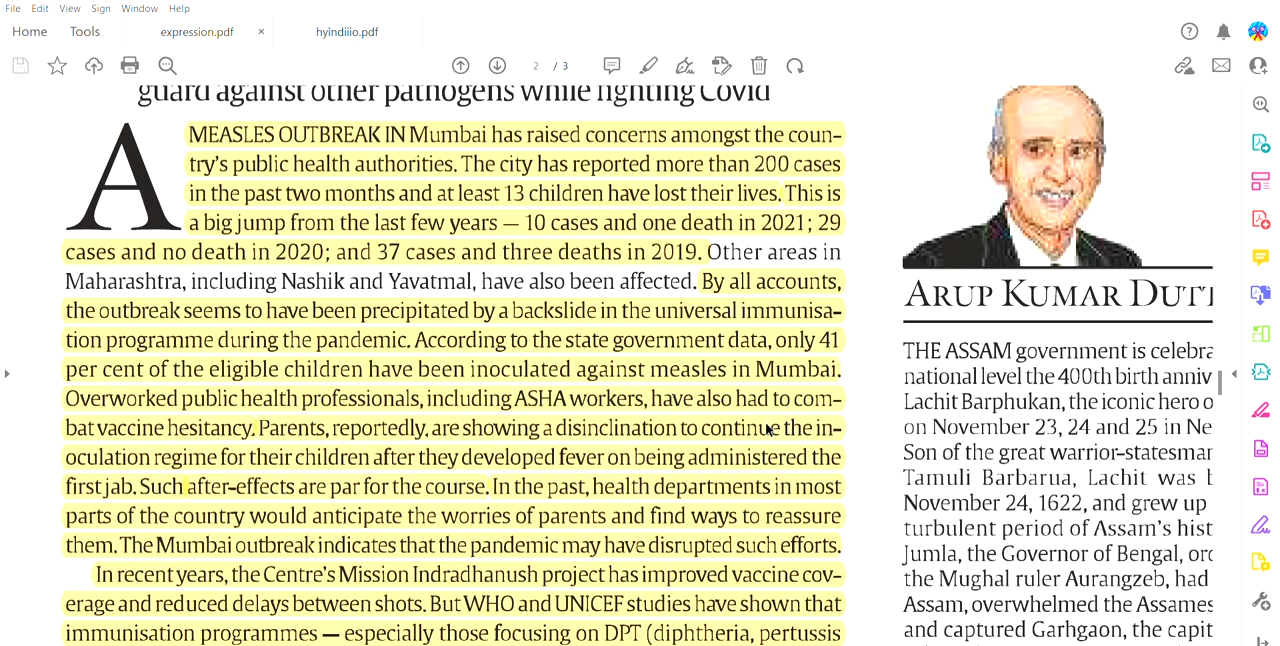 File Edit View Sign Window Help
Home Tools expression.pdf × hyindiiio.pdf
2 / 3
guard against other pathogens while fighting Covid
A MEASLES OUTBREAK IN Mumbai has raised concerns amongst the coun-
try's public health authorities. The city has reported more than 200 cases
in the past two months and at least 13 children have lost their lives. This is
a big jump from the last few years — 10 cases and one death in 2021; 29
cases and no death in 2020; and 37 cases and three deaths in 2019. Other areas in
Maharashtra, including Nashik and Yavatmal, have also been affected. By all accounts,
the outbreak seems to have been precipitated by a backslide in the universal immunisa-
tion programme during the pandemic. According to the state government data, only 41
per cent of the eligible children have been inoculated against measles in Mumbai.
Overworked public health professionals, including ASHA workers, have also had to com-
bat vaccine hesitancy. Parents, reportedly, are showing a disinclination to continue the in-
oculation regime for their children after they developed fever on being administered the
first jab. Such after-effects are par for the course. In the past, health departments in most
parts of the country would anticipate the worries of parents and find ways to reassure
them. The Mumbai outbreak indicates that the pandemic may have disrupted such efforts.
In recent years, the Centre's Mission Indradhanush project has improved vaccine cov-
erage and reduced delays between shots. But WHO and UNICEF studies have shown that
immunisation programmes — especially those focusing on DPT (diphtheria, pertussis
ARUP KUMAR DUTT
THE ASSAM government is celebra
national level the 400th birth anniv
Lachit Barphukan, the iconic hero o
on November 23, 24 and 25 in Ne
Son of the great warrior-statesmar
Tamuli Barbarua, Lachit was b
November 24, 1622, and grew up
turbulent period of Assam's hist
Jumla, the Governor of Bengal, orc
the Mughal ruler Aurangzeb, had
Assam, overwhelmed the Assames
and captured Garhgaon, the capit